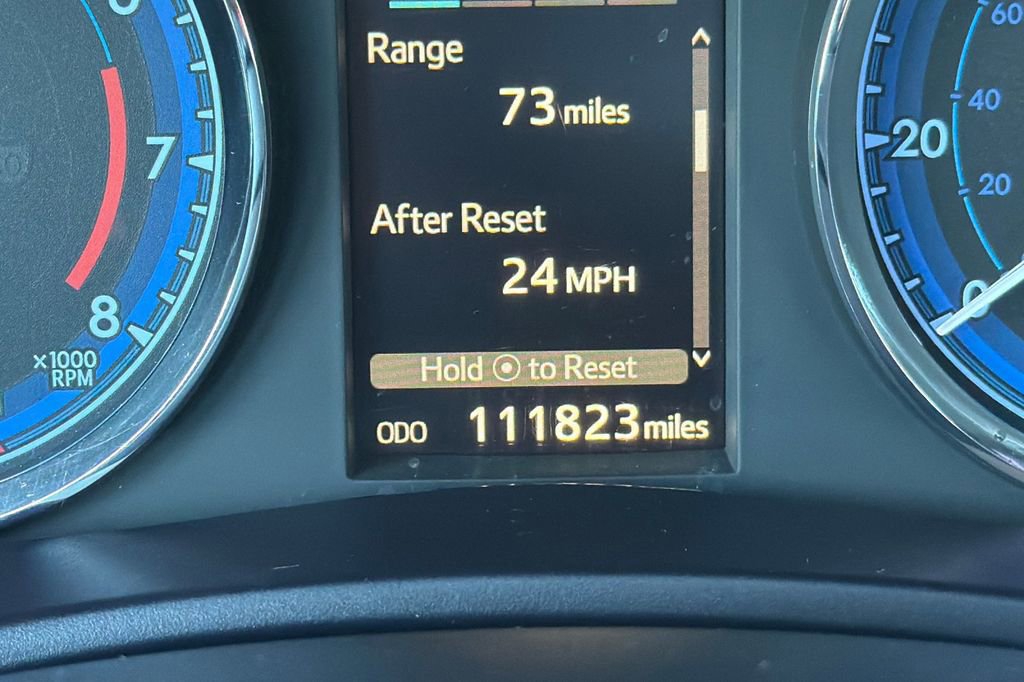 Range
73 miles
After Reset
24 MPH
Hold to Reset
ODO 111823 miles
7
8
×1000
RPM
60
40
20
20
0